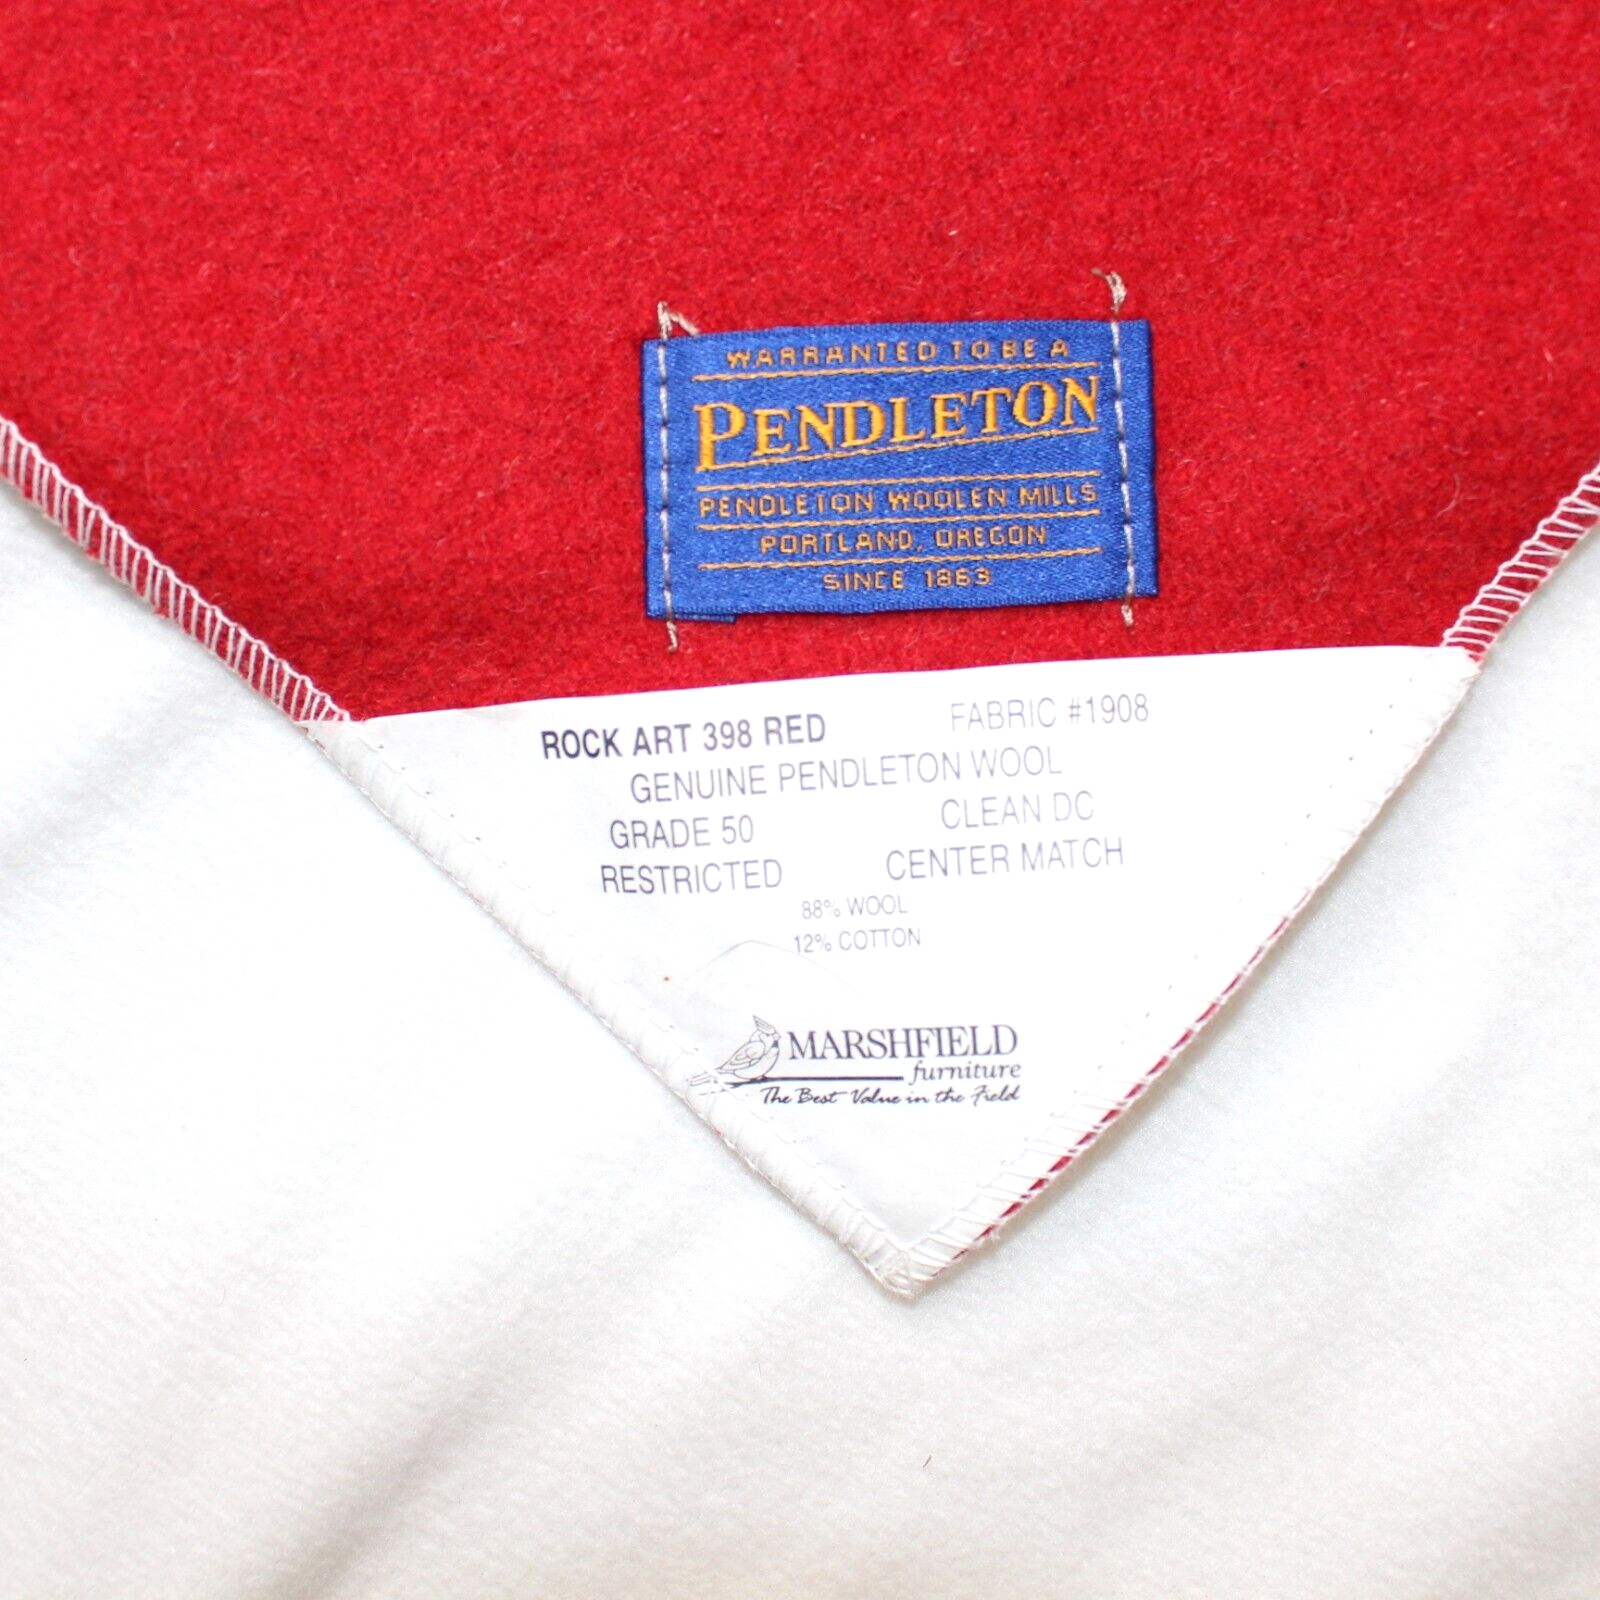 WARRANTED TO BE A
PENDLETON
PENDLETON WOOLEN MILLS
PORTLAND, OREGON
SINCE 1863
ROCK ART 398 RED FABRIC #1908
GENUINE PENDLETON WOOL
GRADE 50 CLEAN DC
RESTRICTED CENTER MATCH
88% WOOL
12% COTTON
MARSHFIELD
furniture
The Best Value in the Field